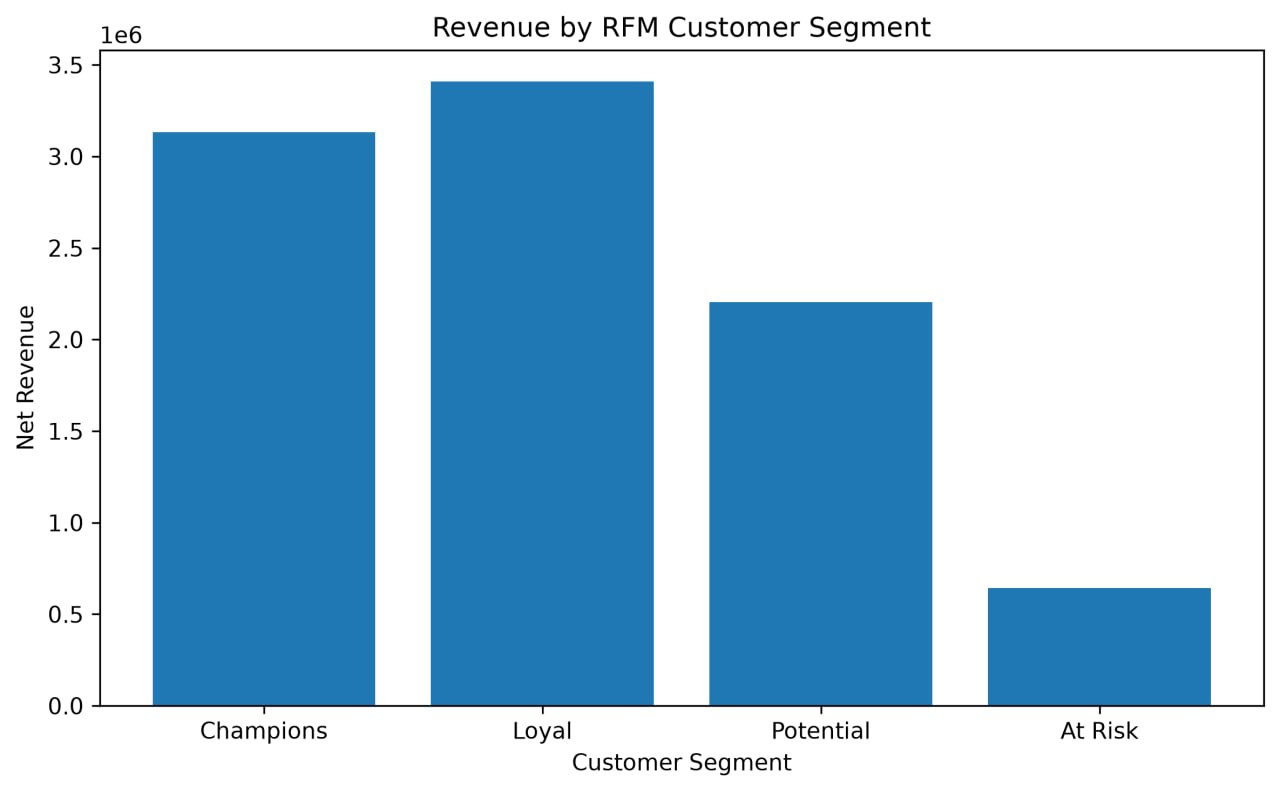 Revenue by RFM Customer Segment
1e6
3.5
3.0
2.5
2.0
1.5
1.0
0.5
0.0
Net Revenue
Champions Loyal Potential At Risk
Customer Segment